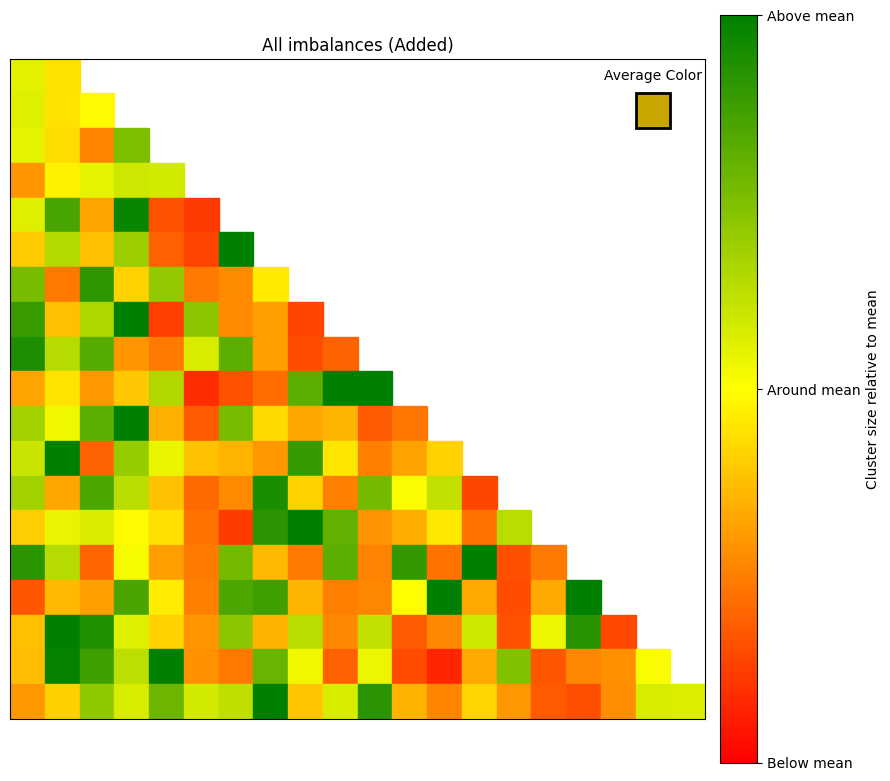 All imbalances (Added)
Average Color
Above mean
Around mean
Below mean
Cluster size relative to mean